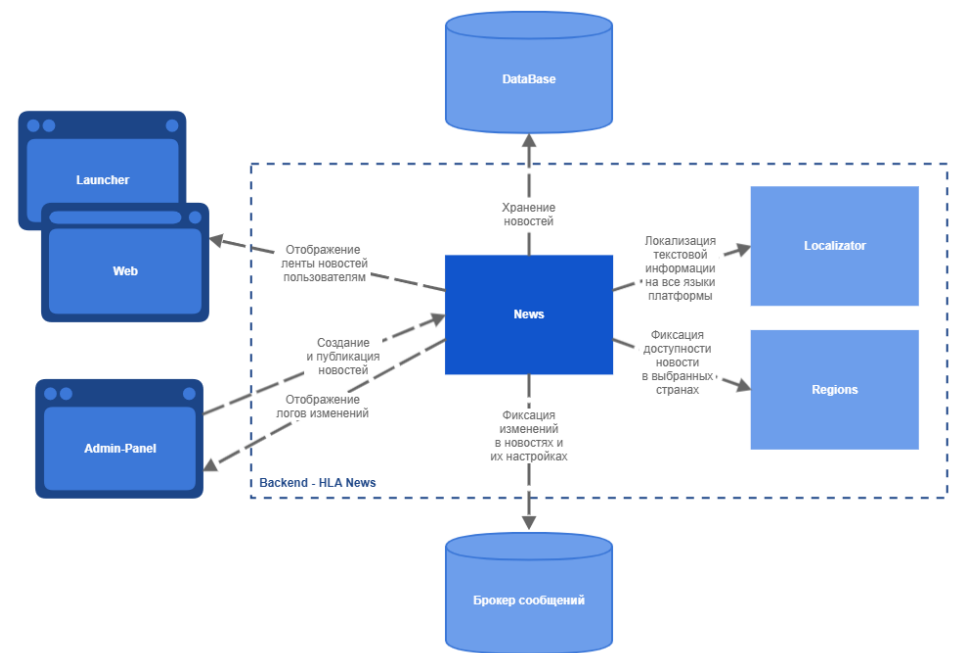 DataBase
Launcher
Web
Хранение
новостей
Отображение
ленты новостей
пользователям
Локализация
текстовой
информации
на все языки
платформы
Localizator
News
Создание
и публикация
новостей
Фиксация
доступности
новости
в выбранных
странах
Regions
Отображение
логов изменений
Admin-Panel
Фиксация
изменений
в новостях и
их настройках
Backend - HLA News
Брокер сообщений